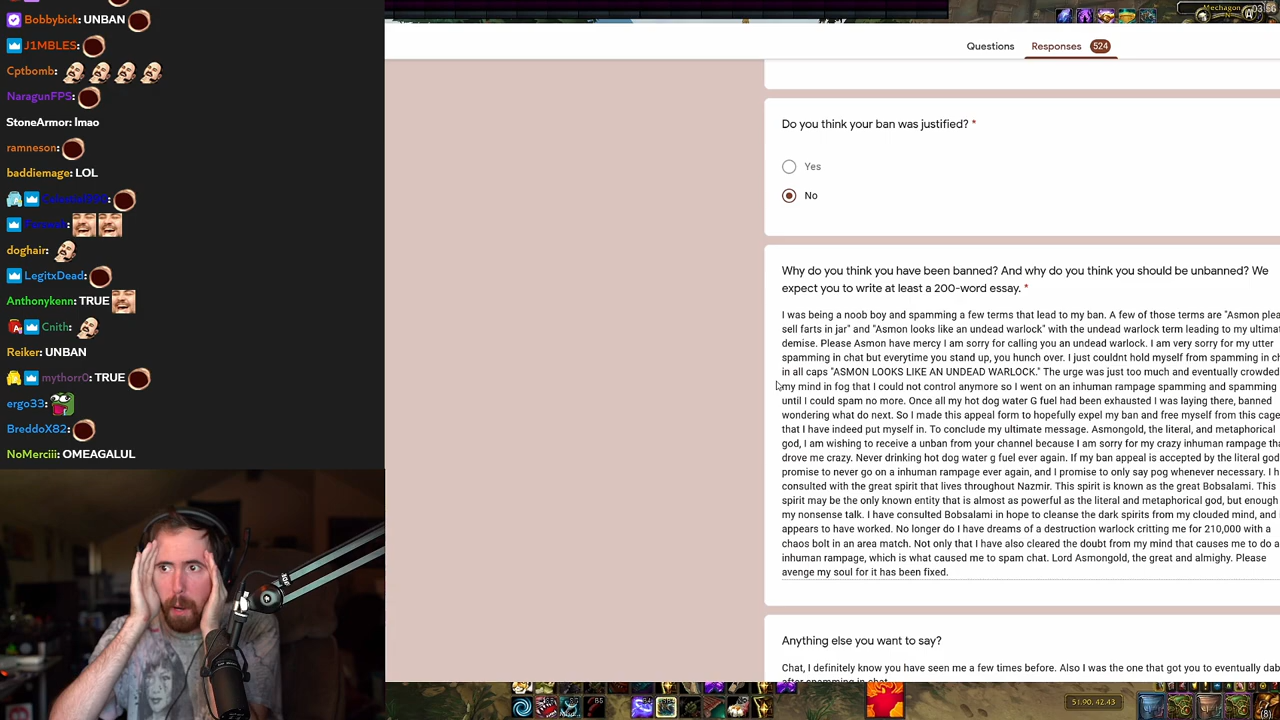 Bobbybick: UNBAN
J1MBLES:
Cptbomb:
NaragunFPS:
StoneArmor: lmao
ramneson:
baddiemage: LOL
doghair:
LegitxDead:
Anthonykenn: TRUE
Cnith:
Reiker: UNBAN
mythorr0: TRUE
ergo33:
BreddoX82:
NoMerciii: OMEAGALUL
Mechagon
Questions Responses 524
Do you think your ban was justified? *
Yes
No
Why do you think you have been banned? And why do you think you should be unbanned? We
expect you to write at least a 200-word essay. *
I was being a noob boy and spamming a few terms that lead to my ban. A few of those terms are "Asmon plea
sell farts in jar" and "Asmon looks like an undead warlock" with the undead warlock term leading to my ultima
demise. Please Asmon have mercy I am sorry for calling you an undead warlock. I am very sorry for my utter
spamming in chat but everytime you stand up, you hunch over. I just couldnt hold myself from spamming in ch
in all caps "ASMON LOOKS LIKE AN UNDEAD WARLOCK." The urge was just too much and eventually crowded
my mind in fog that I could not control anymore so I went on an inhuman rampage spamming and spamming
until I could spam no more. Once all my hot dog water G fuel had been exhausted I was laying there, banned
wondering what do next. So I made this appeal form to hopefully expel my ban and free myself from this cage
that I have indeed put myself in. To conclude my ultimate message. Asmongold, the literal, and metaphorical
god, I am wishing to receive a unban from your channel because I am sorry for my crazy inhuman rampage tha
drove me crazy. Never drinking hot dog water g fuel ever again. If my ban appeal is accepted by the literal god
promise to never go on a inhuman rampage ever again, and I promise to only say pog whenever necessary. I h
consulted with the great spirit that lives throughout Nazmir. This spirit is known as the great Bobsalami. This
spirit may be the only known entity that is almost as powerful as the literal and metaphorical god, but enough
my nonsense talk. I have consulted Bobsalami in hope to cleanse the dark spirits from my clouded mind, and
appears to have worked. No longer do I have dreams of a destruction warlock critting me for 210,000 with a
chaos bolt in an area match. Not only that I have also cleared the doubt from my mind that causes me to do a
inhuman rampage, which is what caused me to spam chat. Lord Asmongold, the great and almighy. Please
avenge my soul for it has been fixed.
Anything else you want to say?
Chat, I definitely know you have seen me a few times before. Also I was the one that got you to eventually dab
after spamming in chat
51.90, 42.43